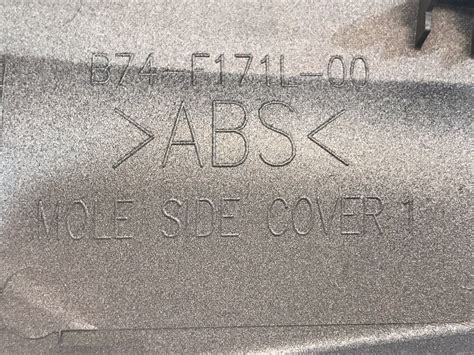 B74-F171L-00
>ABS<
MOLE SIDE COVER 1